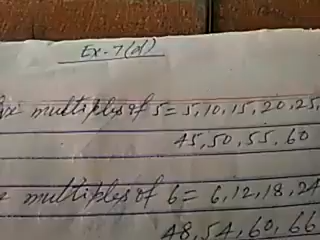 Ex-7(d)
multiples of 5 = 5,10,15,20,25,
45,50,55,60
multiples of 6 = 6,12,18,24
48,54,60,66